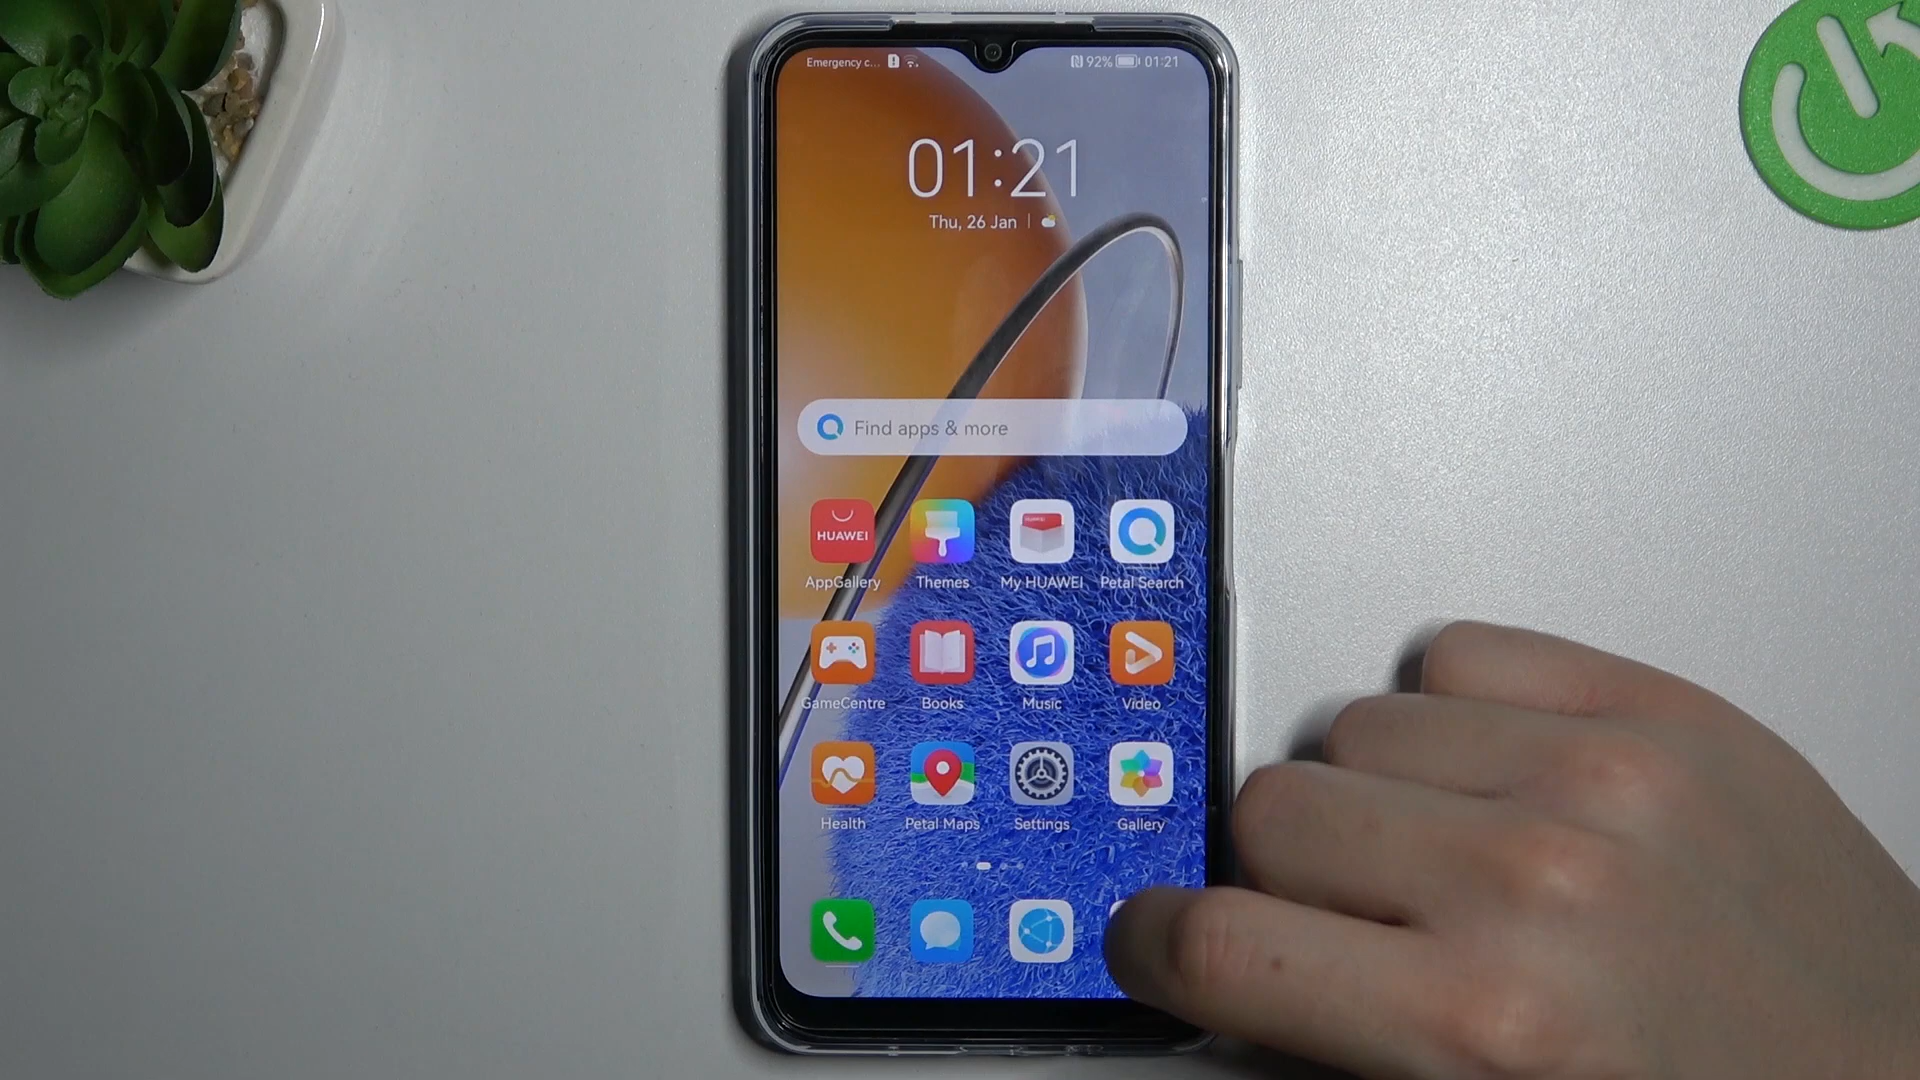 Emergency c... 92% 01:21
01:21
Thu, 26 Jan
Find apps & more
HUAWEI
HUAWEI
AppGallery Themes My HUAWEI Petal Search
GameCentre Books Music Video
Health Petal Maps Settings Gallery